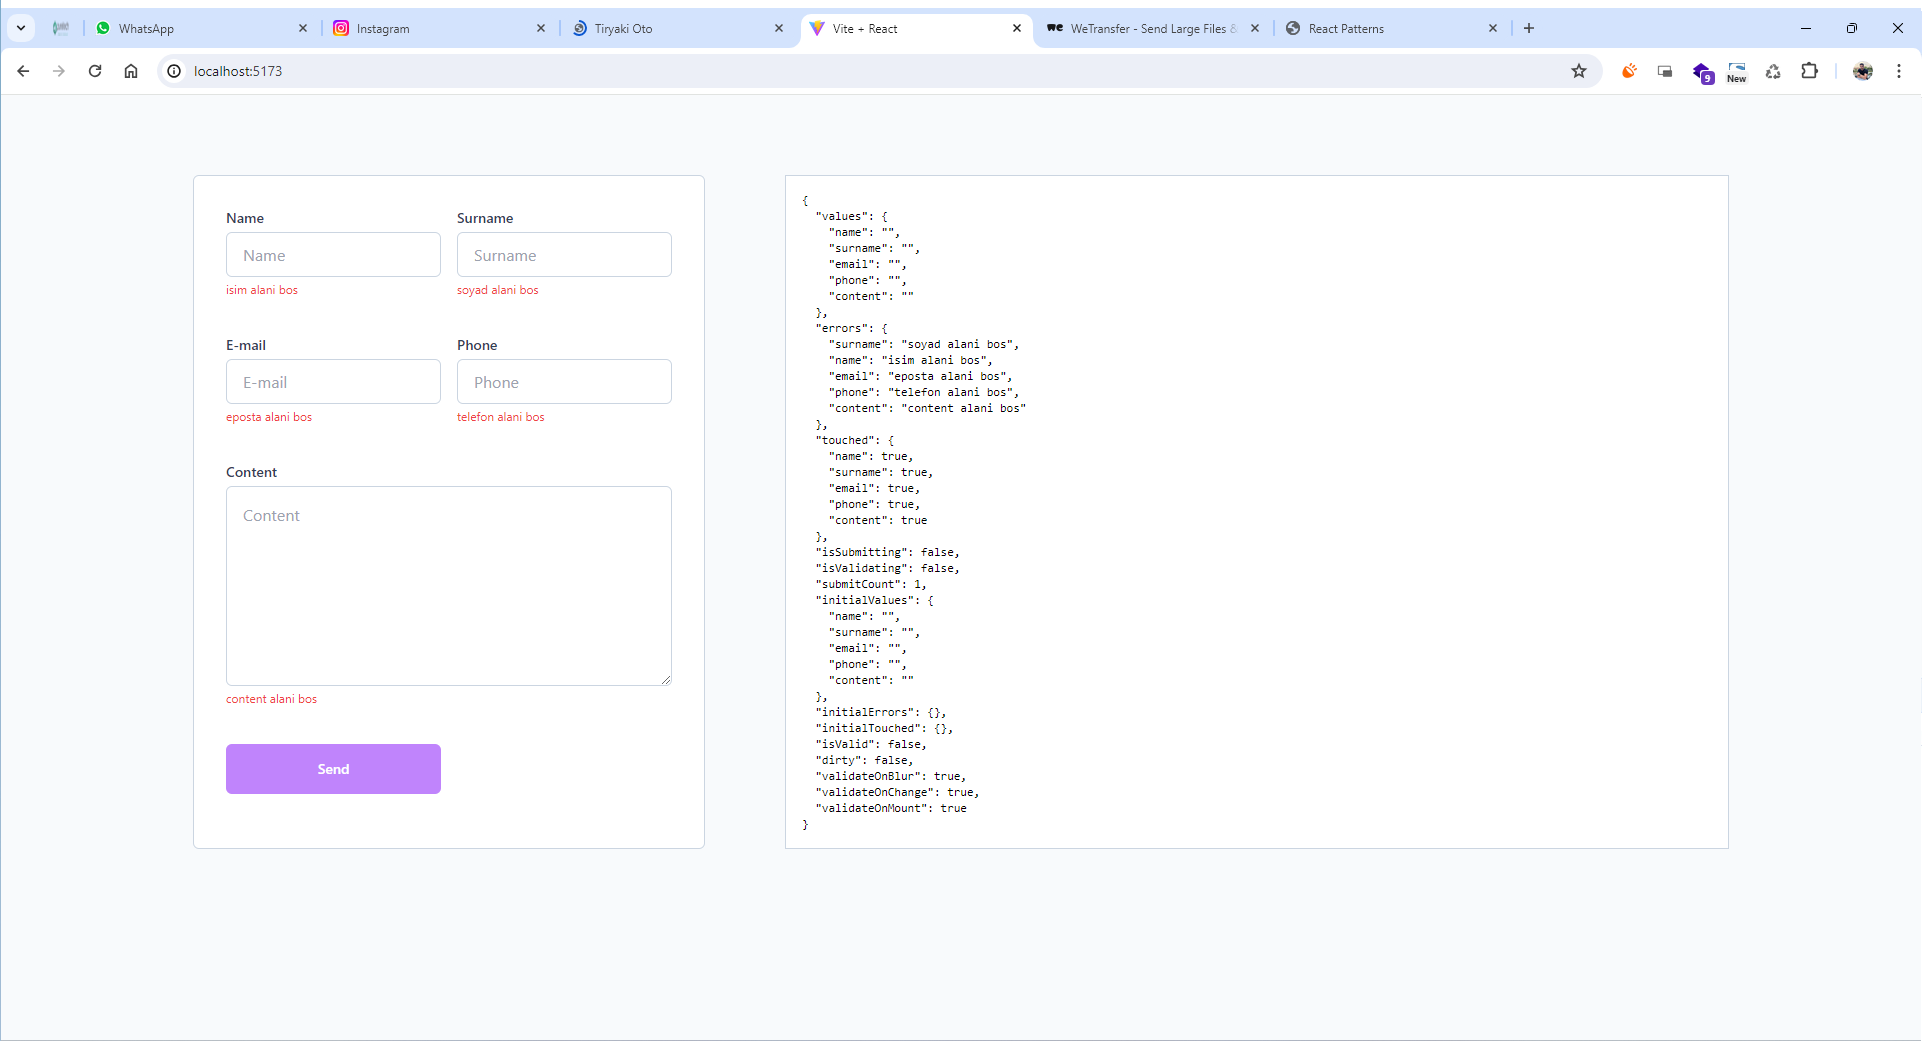 WhatsApp
Instagram
Tiryaki Oto
Vite + React
WeTransfer - Send Large Files &
React Patterns
localhost:5173
9
New
Name
Surname
Name
Surname
isim alani bos
soyad alani bos
E-mail
Phone
E-mail
Phone
eposta alani bos
telefon alani bos
Content
Content
content alani bos
Send
{
"values": {
"name": "",
"surname": "",
"email": "",
"phone": "",
"content": ""
},
"errors": {
"surname": "soyad alani bos",
"name": "isim alani bos",
"email": "eposta alani bos",
"phone": "telefon alani bos",
"content": "content alani bos"
},
"touched": {
"name": true,
"surname": true,
"email": true,
"phone": true,
"content": true
},
"isSubmitting": false,
"isValidating": false,
"submitCount": 1,
"initialValues": {
"name": "",
"surname": "",
"email": "",
"phone": "",
"content": ""
},
"initialErrors": {},
"initialTouched": {},
"isValid": false,
"dirty": false,
"validateOnBlur": true,
"validateOnChange": true,
"validateOnMount": true
}